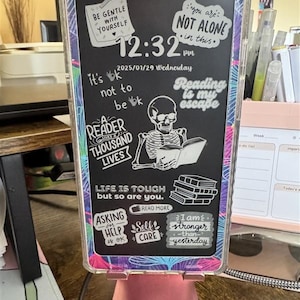 BE GENTLE
WITH
YOURSELF
you are
NOT ALONE
in this
12:32 PM
2025/01/29 Wednesday
It's ok
not to
be ok
Reading
is my
escape
A
READER
LIVES A
THOUSAND
LIVES
LIFE IS TOUGH
but so are you.
READ MORE
ASKING
for
HELP
is ok
Self
CARE
I am
stronger
than
yesterday